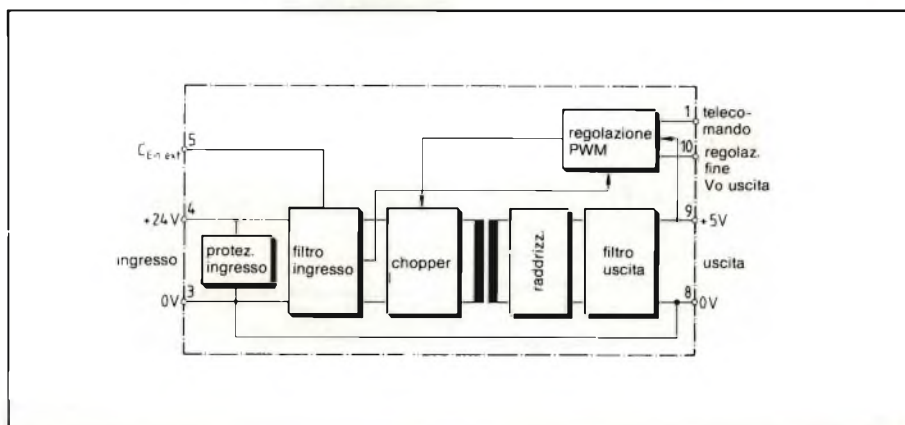 1
teleco-
mando
regolazione
PWM
10
regolaz.
fine
Vo uscita
5
4
+24V
9
+5V
protez.
ingresso
filtro
ingresso
chopper
raddrizz.
filtro
uscita
ingresso
uscita
3
0V
8
0V